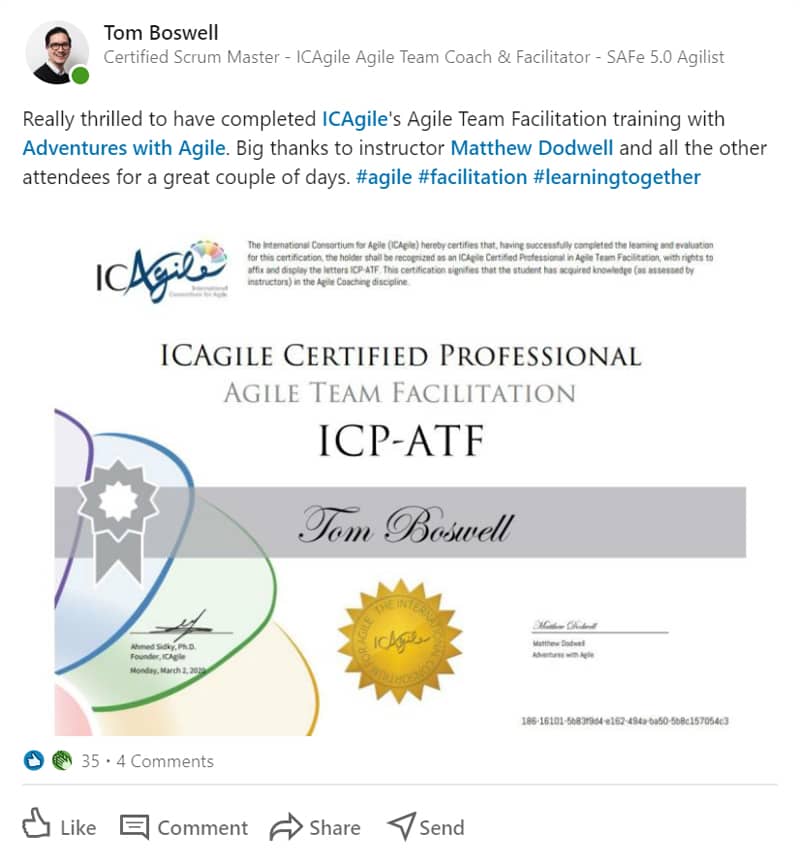 Tom Boswell
Certified Scrum Master - ICAgile Agile Team Coach & Facilitator - SAFe 5.0 Agilist
Really thrilled to have completed ICAgile's Agile Team Facilitation training with
Adventures with Agile. Big thanks to instructor Matthew Dodwell and all the other
attendees for a great couple of days. #agile #facilitation #learningtogether
The International Consortium for Agile (ICAgile) hereby certifies that, having successfully completed the learning and evaluation
for this certification, the holder shall be recognized as an ICAgile Certified Professional in Agile Team Facilitation, with rights to
affix and display the letters ICP-ATF. This certification signifies that the student has acquired knowledge (as assessed by
instructors) in the Agile Coaching discipline.
ICAgile
International
Consortium for Agile
ICAgile Certified Professional
Agile Team Facilitation
ICP-ATF
Tom Boswell
THE INTERNATIONAL CONSORTIUM FOR AGILE
ICAgile
Ahmed Sidky, Ph.D.
Founder, ICAgile
Monday, March 2, 2020
Matthew Dodwell
Matthew Dodwell
Adventures with Agile
35 • 4 Comments
Like Comment Share Send